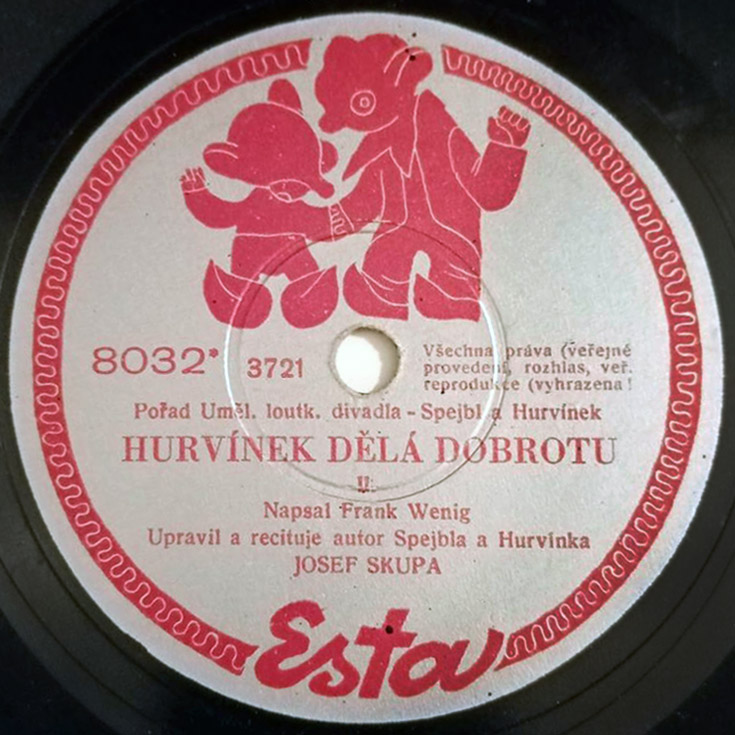 8032* 3721
Všechna práva (veřejné
provedení, rozhlas, veř.
reprodukce (vyhrazena!
Pořad Uměl. loutk. divadla - Spejbl a Hurvínek
HURVÍNEK DĚLÁ DOBROTU
II.
Napsal Frank Wenig
Upravil a recituje autor Spejbla a Hurvínka
JOSEF SKUPA
Esta